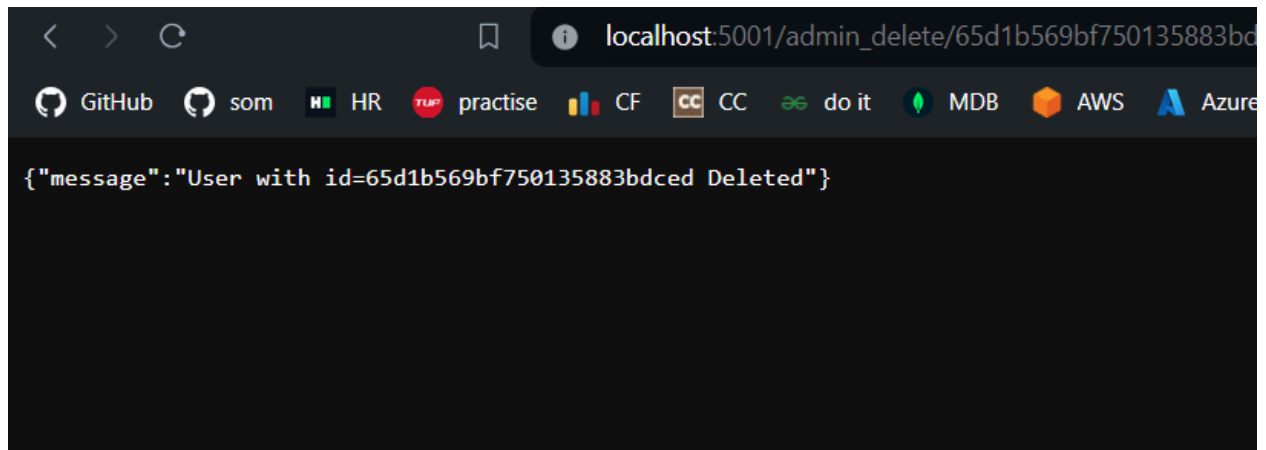 localhost:5001/admin_delete/65d1b569bf750135883bd
GitHub som HR practise CF CC do it MDB AWS Azure
{"message":"User with id=65d1b569bf750135883bdced Deleted"}